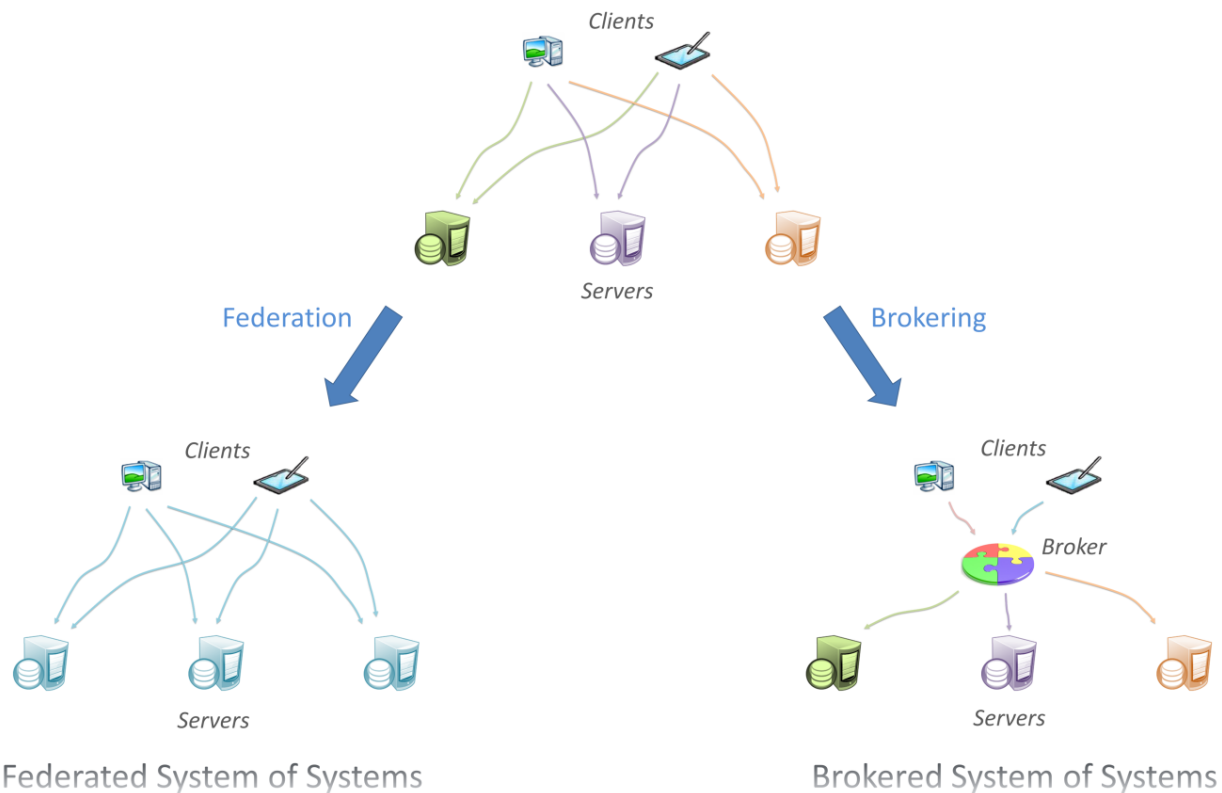 Clients
Servers
Federation
Brokering
Clients
Clients
Broker
Servers
Servers
Federated System of Systems
Brokered System of Systems